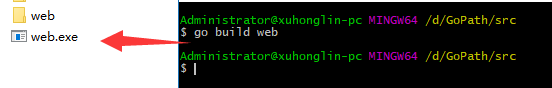 web
web.exe
Administrator@xuhonglin-pc MINGW64 /d/GoPath/src
$ go build web
Administrator@xuhonglin-pc MINGW64 /d/GoPath/src
$